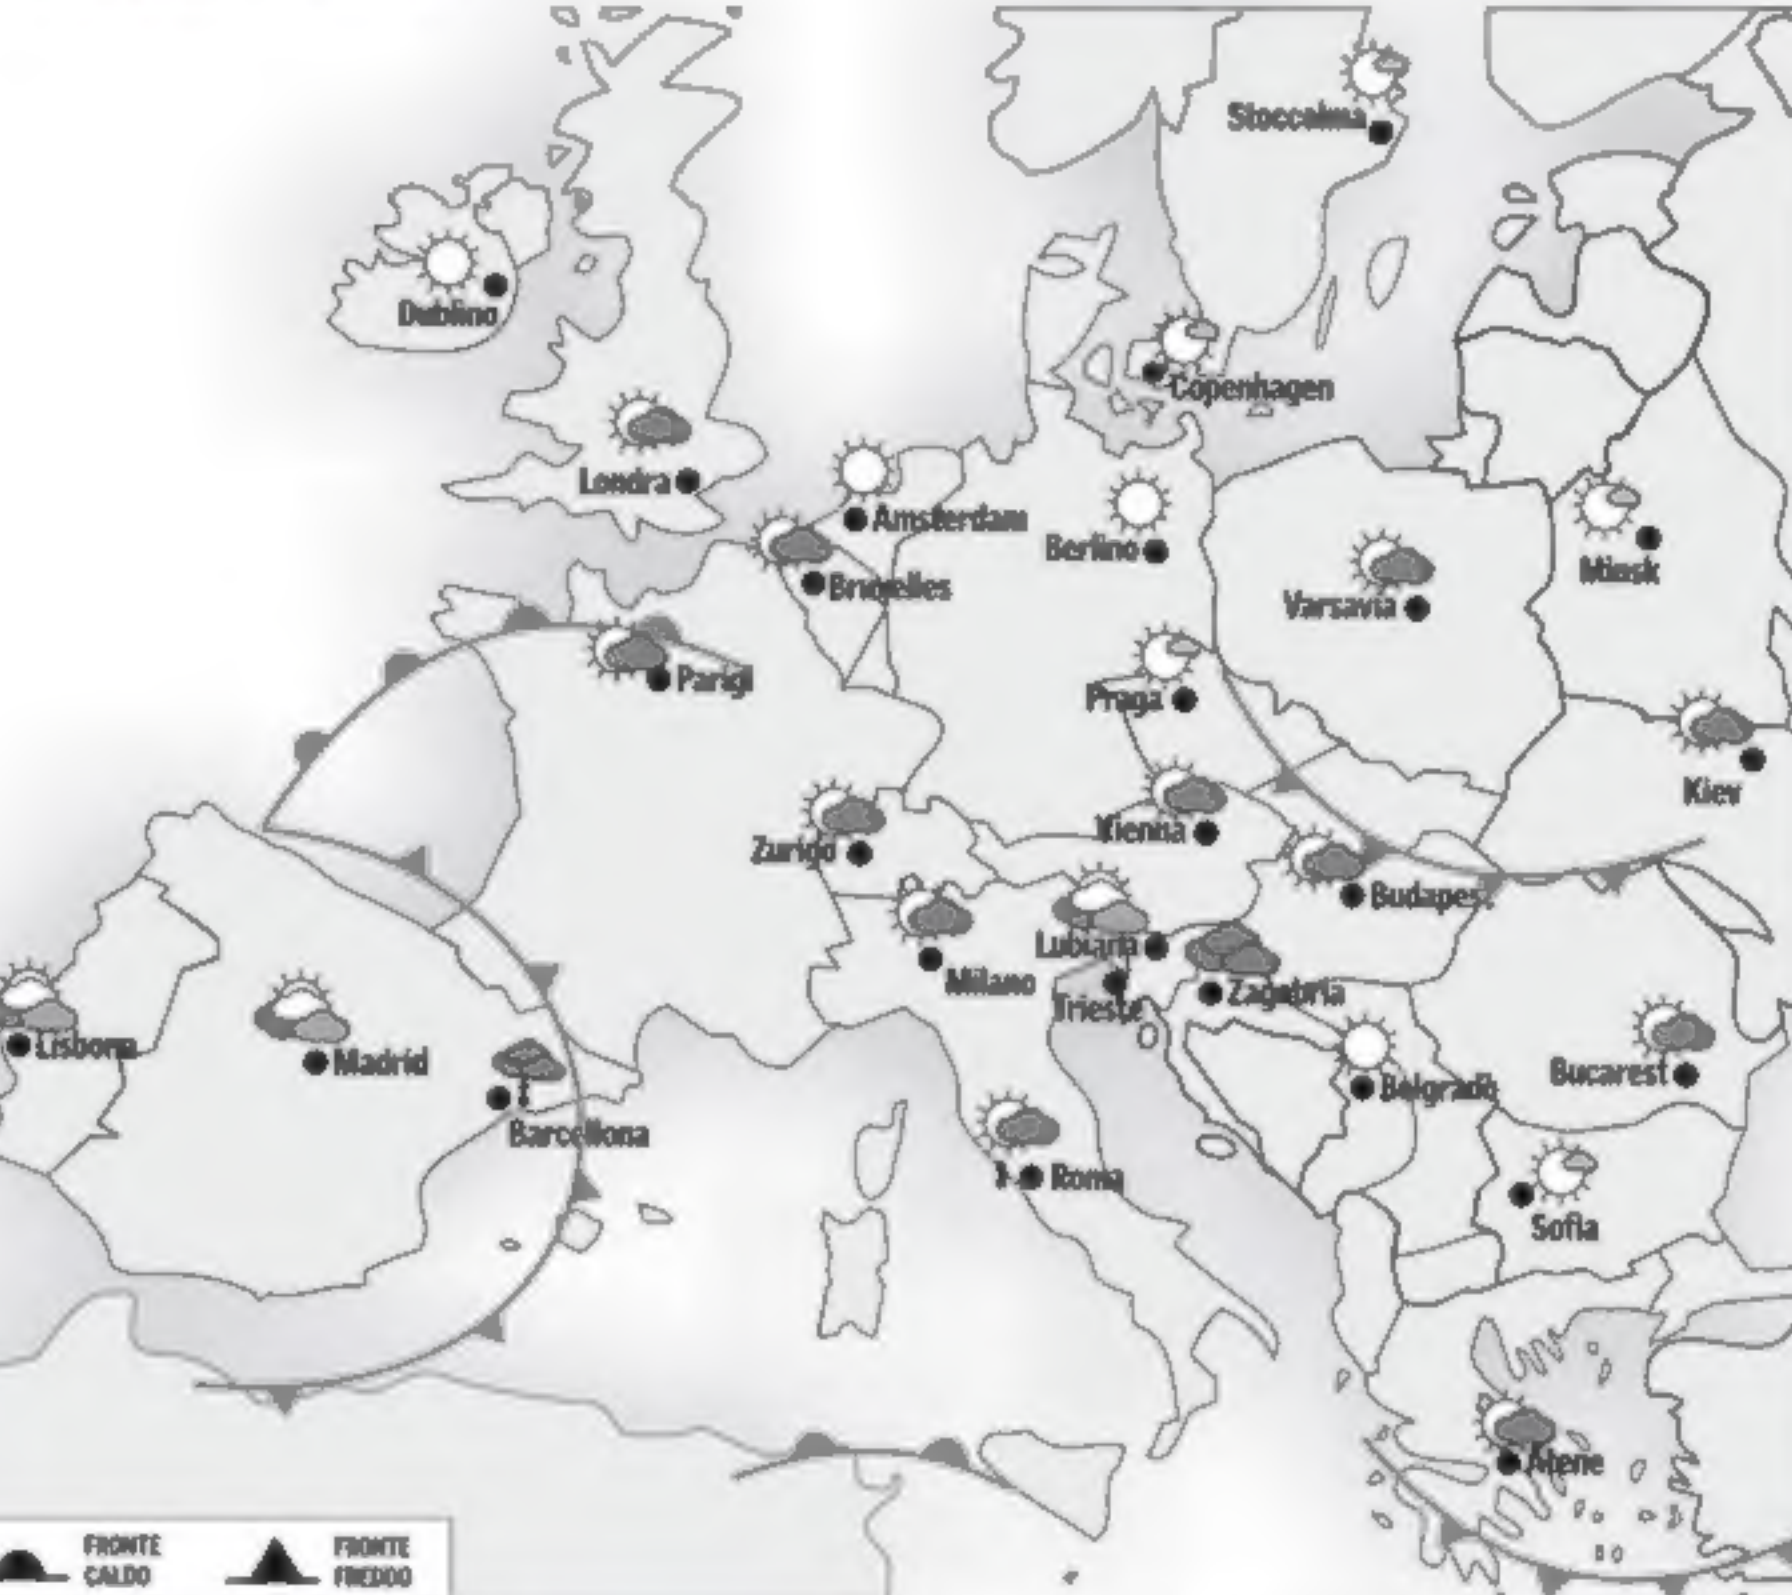 Stoccolma
Dublino
Copenhagen
Londra
Amsterdam
Berlino
Bruxelles
Minsk
Varsavia
Parigi
Praga
Kiev
Vienna
Zurigo
Budapest
Lubiana
Milano
Trieste
Zagabria
Lisbona
Madrid
Belgrado
Bucarest
Barcellona
Roma
Sofia
Atene
FRONTE
CALDO
FRONTE
FREDDO